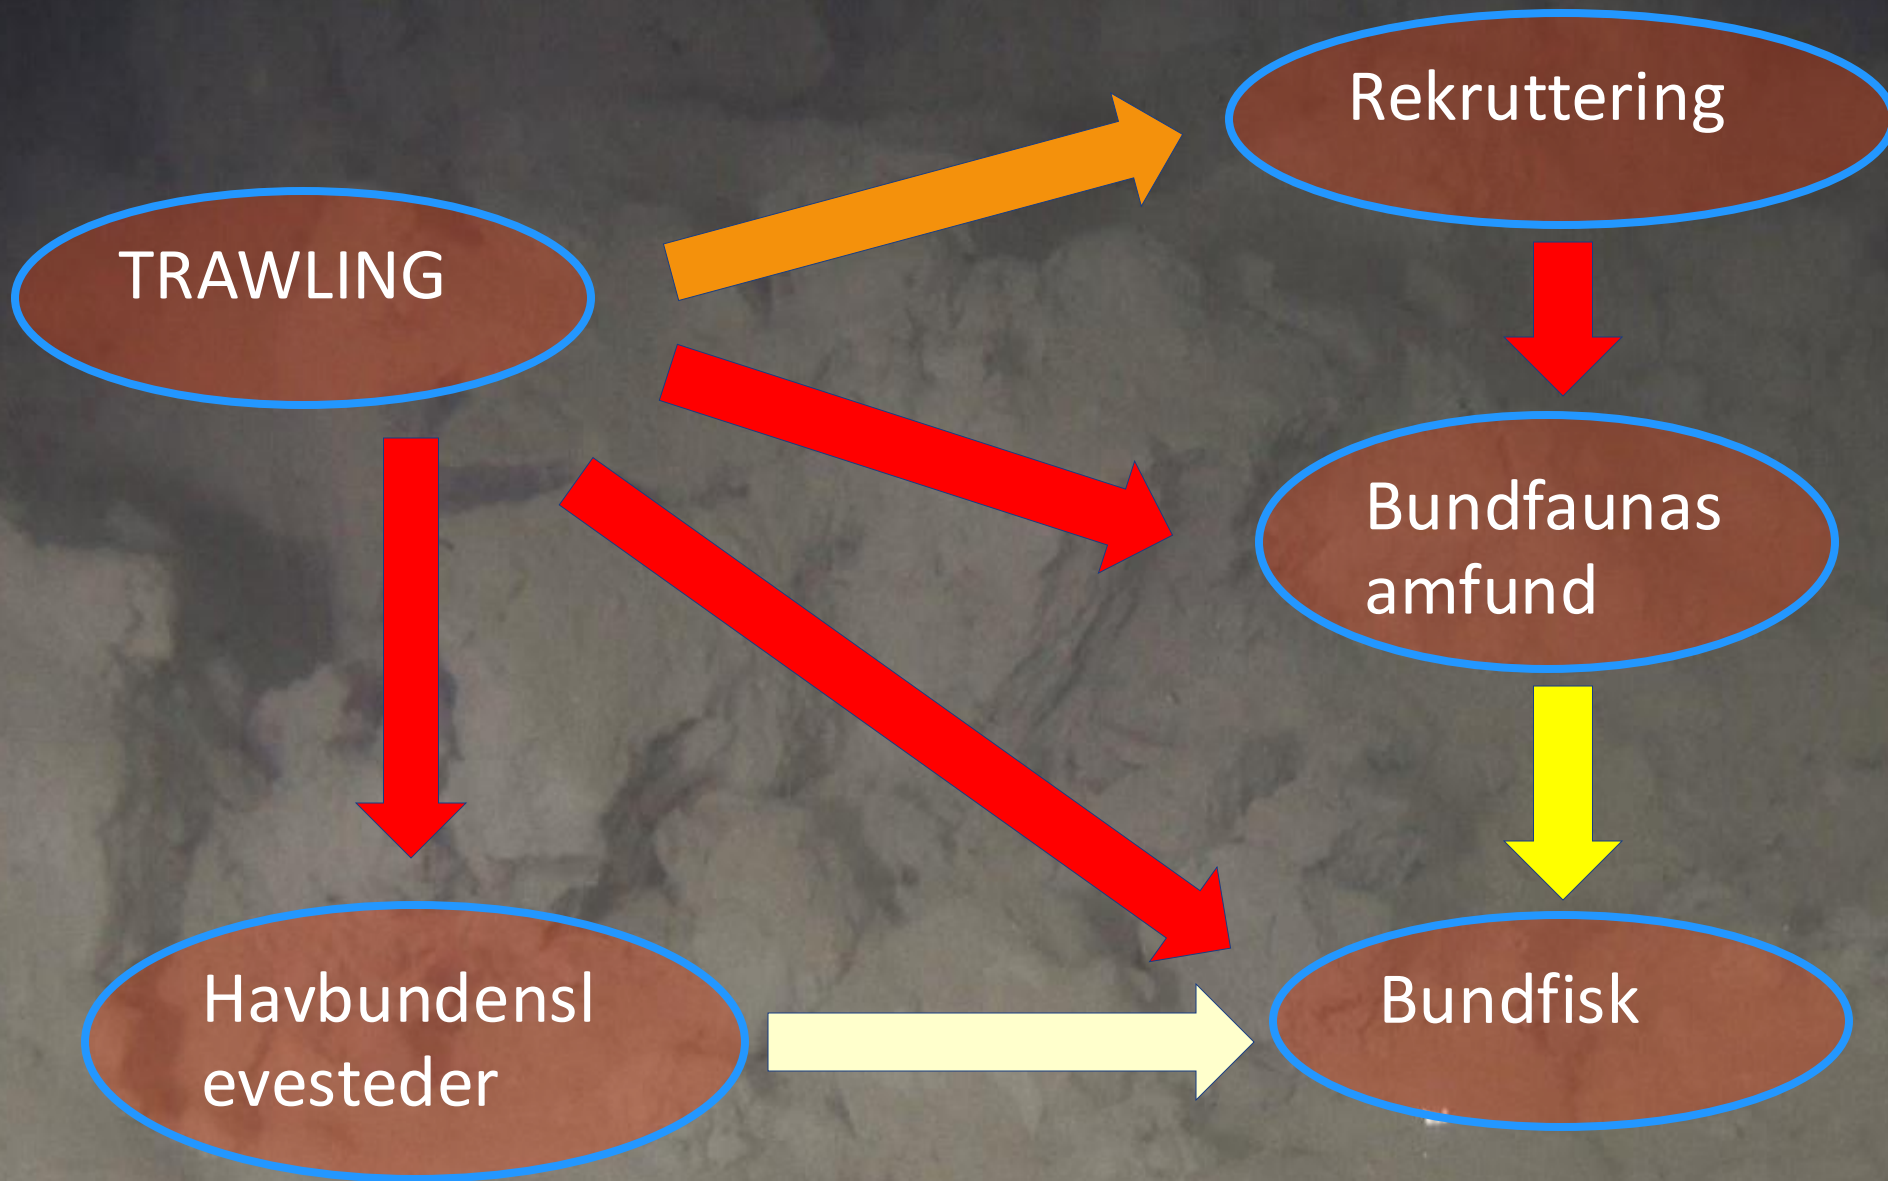 Rekruttering
TRAWLING
Bundfaunas
amfund
Havbundensl
evesteder
Bundfisk